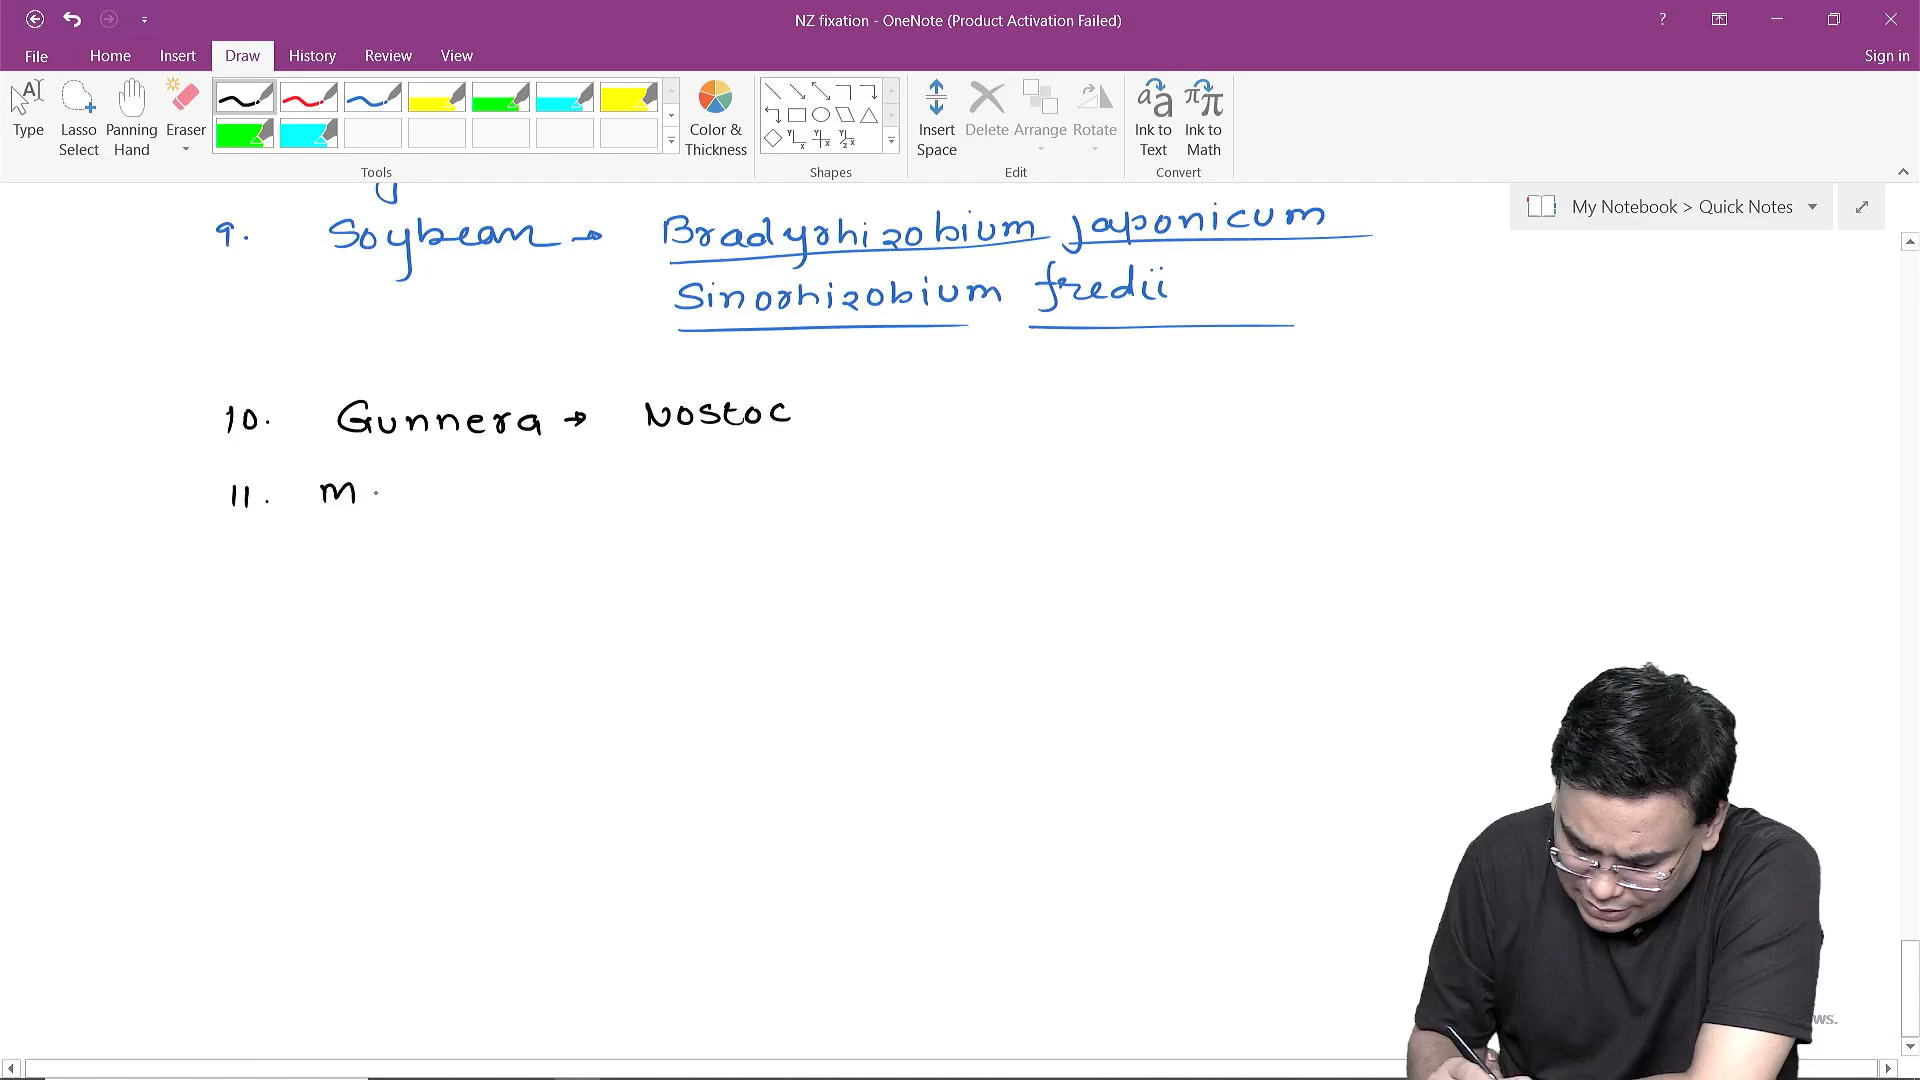 NZ fixation - OneNote (Product Activation Failed)
?
File Home Insert Draw History Review View
Sign in
Type
Lasso Select
Panning Hand
Eraser
Color & Thickness
Insert Space
Delete
Arrange
Rotate
Ink to Text
Ink to Math
Tools Shapes Edit Convert
My Notebook > Quick Notes
9. Soybean → Bradyrhizobium japonicum
Sinorhizobium fredii
10. Gunnera → Nostoc
11. M
ws.